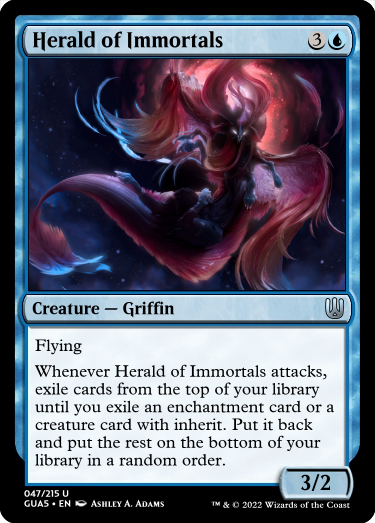 Herald of Immortals 3
Creature — Griffin
Flying
Whenever Herald of Immortals attacks,
exile cards from the top of your library
until you exile an enchantment card or a
creature card with inherit. Put it back
and put the rest on the bottom of your
library in a random order.
3/2
047/215 U
GUA5 • EN Ashley A. Adams ™ & © 2022 Wizards of the Coast